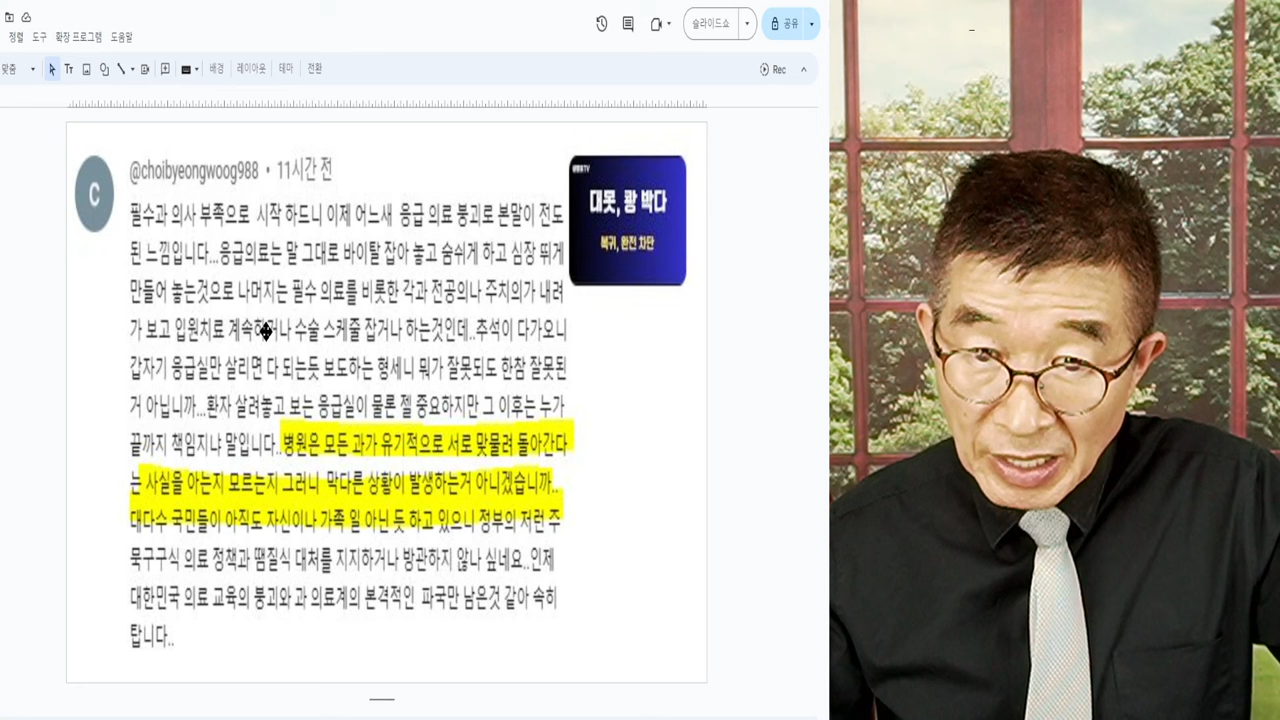 정렬 도구 확장 프로그램 도움말
슬라이드쇼
공유
맞춤
배경
레이아웃
테마
전환
Rec
C
@choibyeongwoog988 • 11시간 전
필수과 의사 부족으로 시작 하드니 이제 어느새 응급 의료 붕괴로 본말이 전도
된 느낌입니다...응급의료는 말 그대로 바이탈 잡아 놓고 숨쉬게 하고 심장 뛰게
만들어 놓는것으로 나머지는 필수 의료를 비롯한 각과 전공의나 주치의가 내려
가 보고 입원치료 계속하거나 수술 스케줄 잡거나 하는것인데..추석이 다가오니
갑자기 응급실만 살리면 다 되는듯 보도하는 형세니 뭐가 잘못되도 한참 잘못된
거 아닙니까...환자 살려놓고 보는 응급실이 물론 젤 중요하지만 그 이후는 누가
끝까지 책임지냐 말입니다..병원은 모든 과가 유기적으로 서로 맞물려 돌아간다
는 사실을 아는지 모르는지 그러니 막다른 상황이 발생하는거 아니겠습니까..
대다수 국민들이 아직도 자신이나 가족 일 아닌 듯 하고 있으니 정부의 저런 주
묵구구식 의료 정책과 땜질식 대처를 지지하거나 방관하지 않나 싶네요..인제
대한민국 의료 교육의 붕괴와 과 의료계의 본격적인 파국만 남은것 같아 속히
탑니다..
대못, 쾅 박다
복귀, 완전 차단